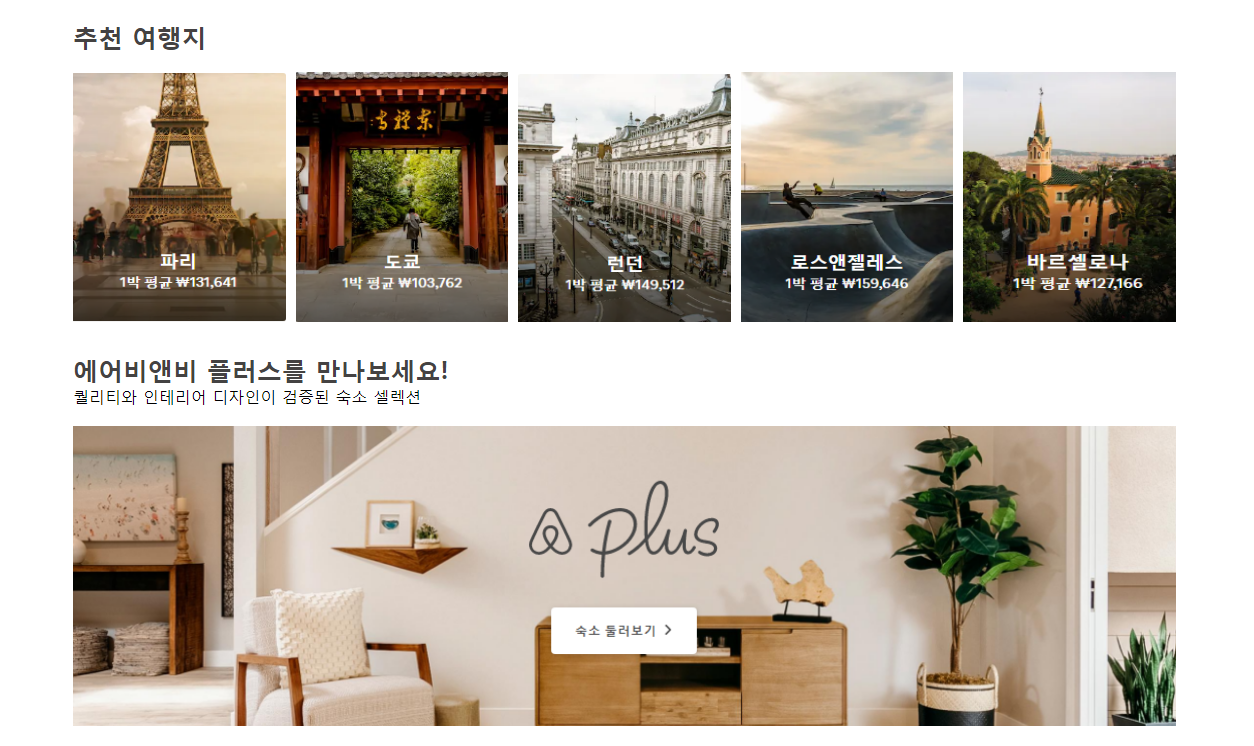 추천 여행지
東禅寺
파리
1박 평균 ₩131,641
도쿄
1박 평균 ₩103,762
런던
1박 평균 ₩149,512
로스앤젤레스
1박 평균 ₩159,646
바르셀로나
1박 평균 ₩127,166
에어비앤비 플러스를 만나보세요!
퀄리티와 인테리어 디자인이 검증된 숙소 셀렉션
plus
숙소 둘러보기 >